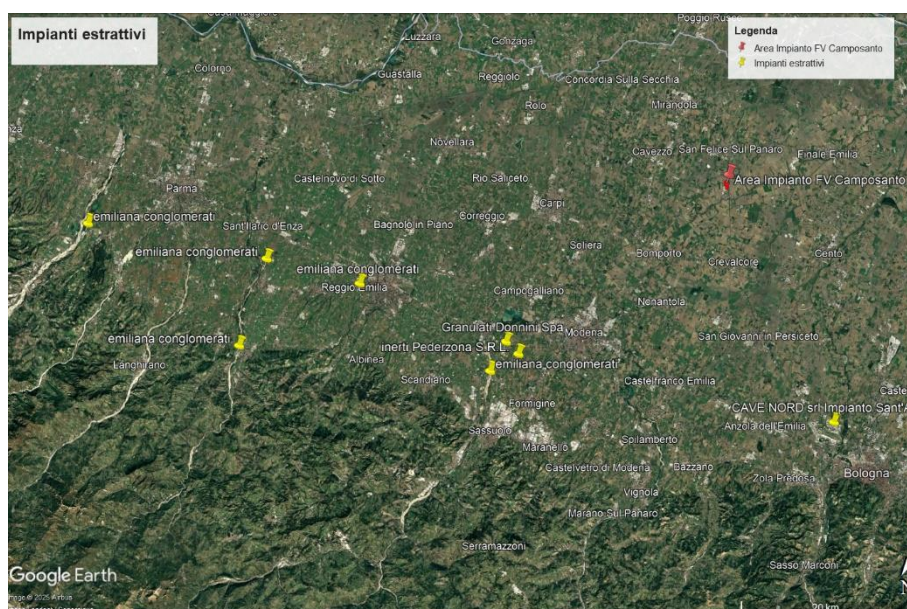 Impianti estrattivi
Legenda
Area Impianto FV Camposanto
Impianti estrattivi
Poggio Rusco
Luzzara
Gonzaga
Colorno
Guastalla
Reggiolo
Concordia Sulla Secchia
Rolo
Mirandola
Novellara
Cavezzo
San Felice Sul Panaro
Finale Emilia
Parma
Castelnovo di Sotto
Rio Saliceto
Area Impianto FV Camposanto
Carpi
emiliana conglomerati
Sant'Ilario d'Enza
Bagnolo in Piano
Correggio
Soliera
emiliana conglomerati
Bomporto
Cento
Crevalcore
emiliana conglomerati
Reggio Emilia
Campogalliano
Nonantola
Granulati Donnini Spa
Modena
San Giovanni in Persiceto
emiliana conglomerati
inerti Pederzona S.R.L
Langhirano
Albinea
emiliana conglomerati
Scandiano
Castelfranco Emilia
Formigine
CAVE NORD srl Impianto Sant'A
Anzola dell'Emilia
Sassuolo
Maranello
Spilamberto
Castelvetro di Modena
Bazzano
Zola Predosa
Bologna
Vignola
Marano Sul Panaro
Serramazzoni
Sasso Marconi
Google Earth
20 km